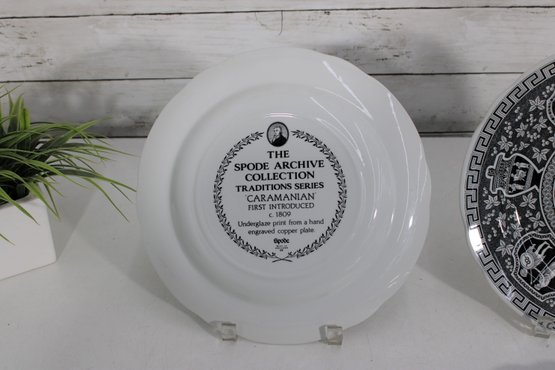 THE
SPODE ARCHIVE
COLLECTION
TRADITIONS SERIES
'CARAMANIAN'
FIRST INTRODUCED
c. 1809
Underglaze print from a hand
engraved copper plate.
Spode